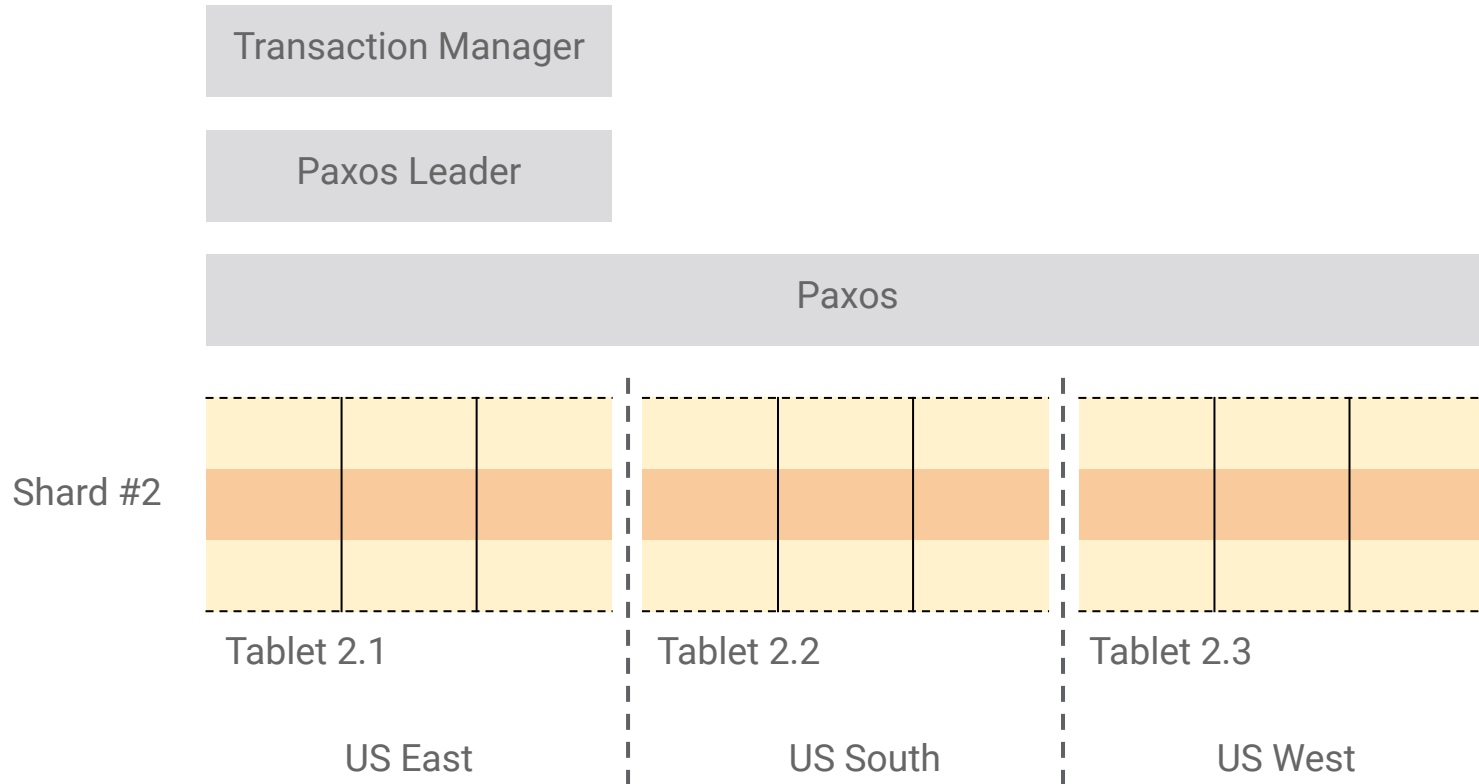 Transaction Manager
Paxos Leader
Paxos
Shard #2
Tablet 2.1
Tablet 2.2
Tablet 2.3
US East
US South
US West